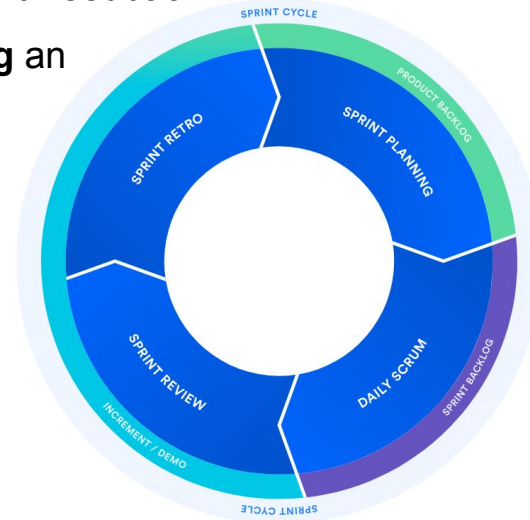 g an
SPRINT CYCLE
PRODUCT BACKLOG
SPRINT RETRO
SPRINT PLANNING
SPRINT REVIEW
DAILY SCRUM
SPRINT BACKLOG
INCREMENT / DEMO
SPRINT CYCLE